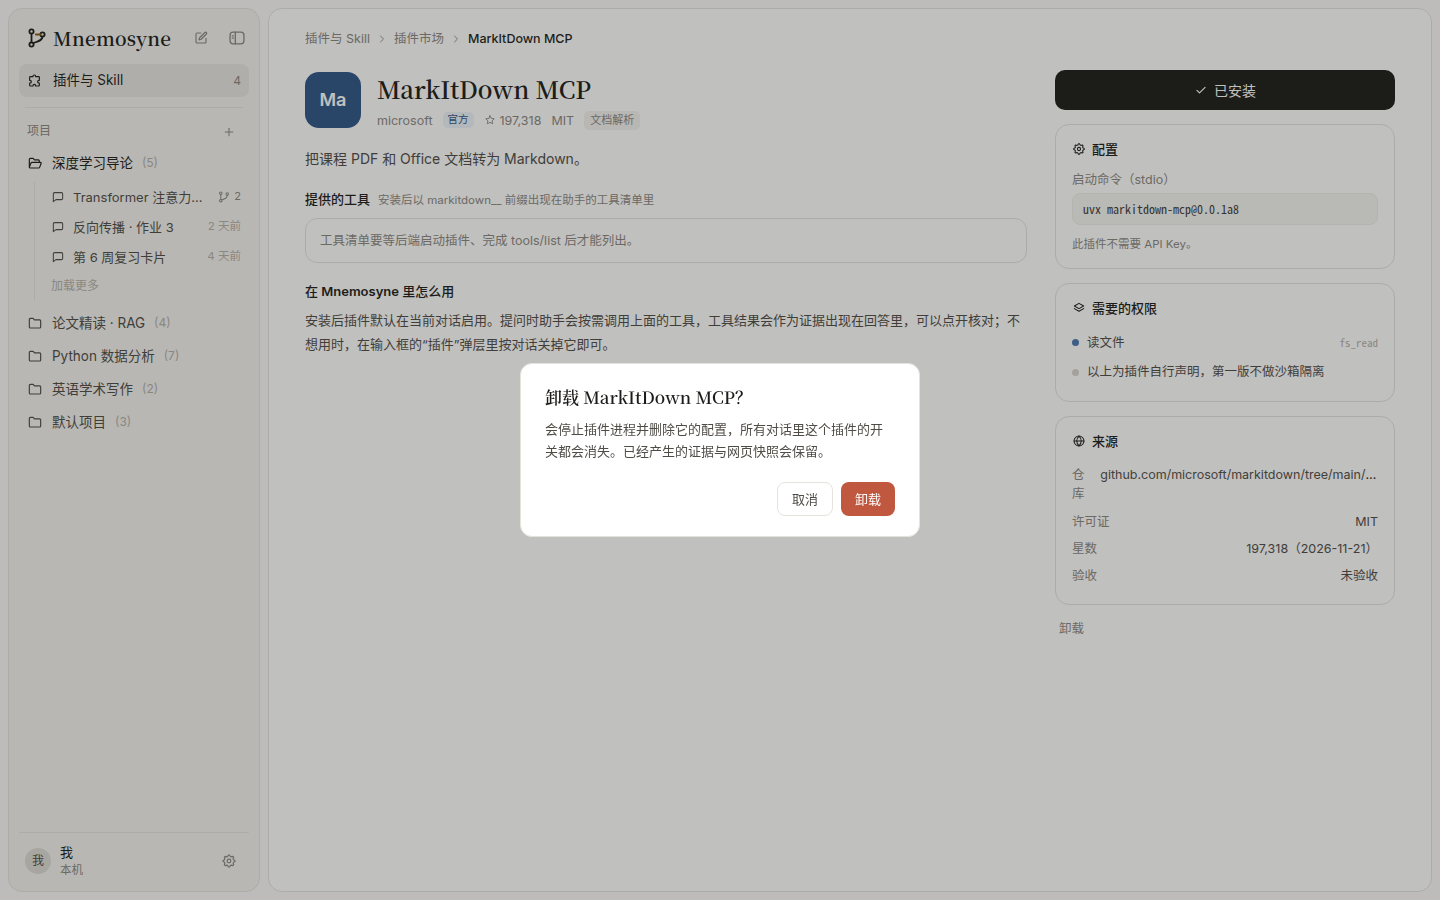 Mnemosyne
插件与 Skill 4
项目
深度学习导论 (5)
Transformer 注意力... 2
反向传播 · 作业 3 2 天前
第 6 周复习卡片 4 天前
加载更多
论文精读 · RAG (4)
Python 数据分析 (7)
英语学术写作 (2)
默认项目 (3)
我 我
本机
插件与 Skill > 插件市场 > MarkItDown MCP
Ma
MarkItDown MCP
microsoft 官方 197,318 MIT 文档解析
把课程 PDF 和 Office 文档转为 Markdown。
提供的工具 安装后以 markitdown__ 前缀出现在助手的工具清单里
工具清单要等后端启动插件、完成 tools/list 后才能列出。
在 Mnemosyne 里怎么用
安装后插件默认在当前对话启用。提问时助手会按需调用上面的工具，工具结果会作为证据出现在回答里，可以点开核对；不
想用时，在输入框的“插件”弹层里按对话关掉它即可。
卸载 MarkItDown MCP?
会停止插件进程并删除它的配置，所有对话里这个插件的开
关都会消失。已经产生的证据与网页快照会保留。
取消 卸载
已安装
配置
启动命令（stdio）
uvx markitdown-mcp@0.0.1a8
此插件不需要 API Key。
需要的权限
读文件 fs_read
以上为插件自行声明，第一版不做沙箱隔离
来源
仓库 github.com/microsoft/markitdown/tree/main/...
许可证 MIT
星数 197,318（2026-11-21）
验收 未验收
卸载